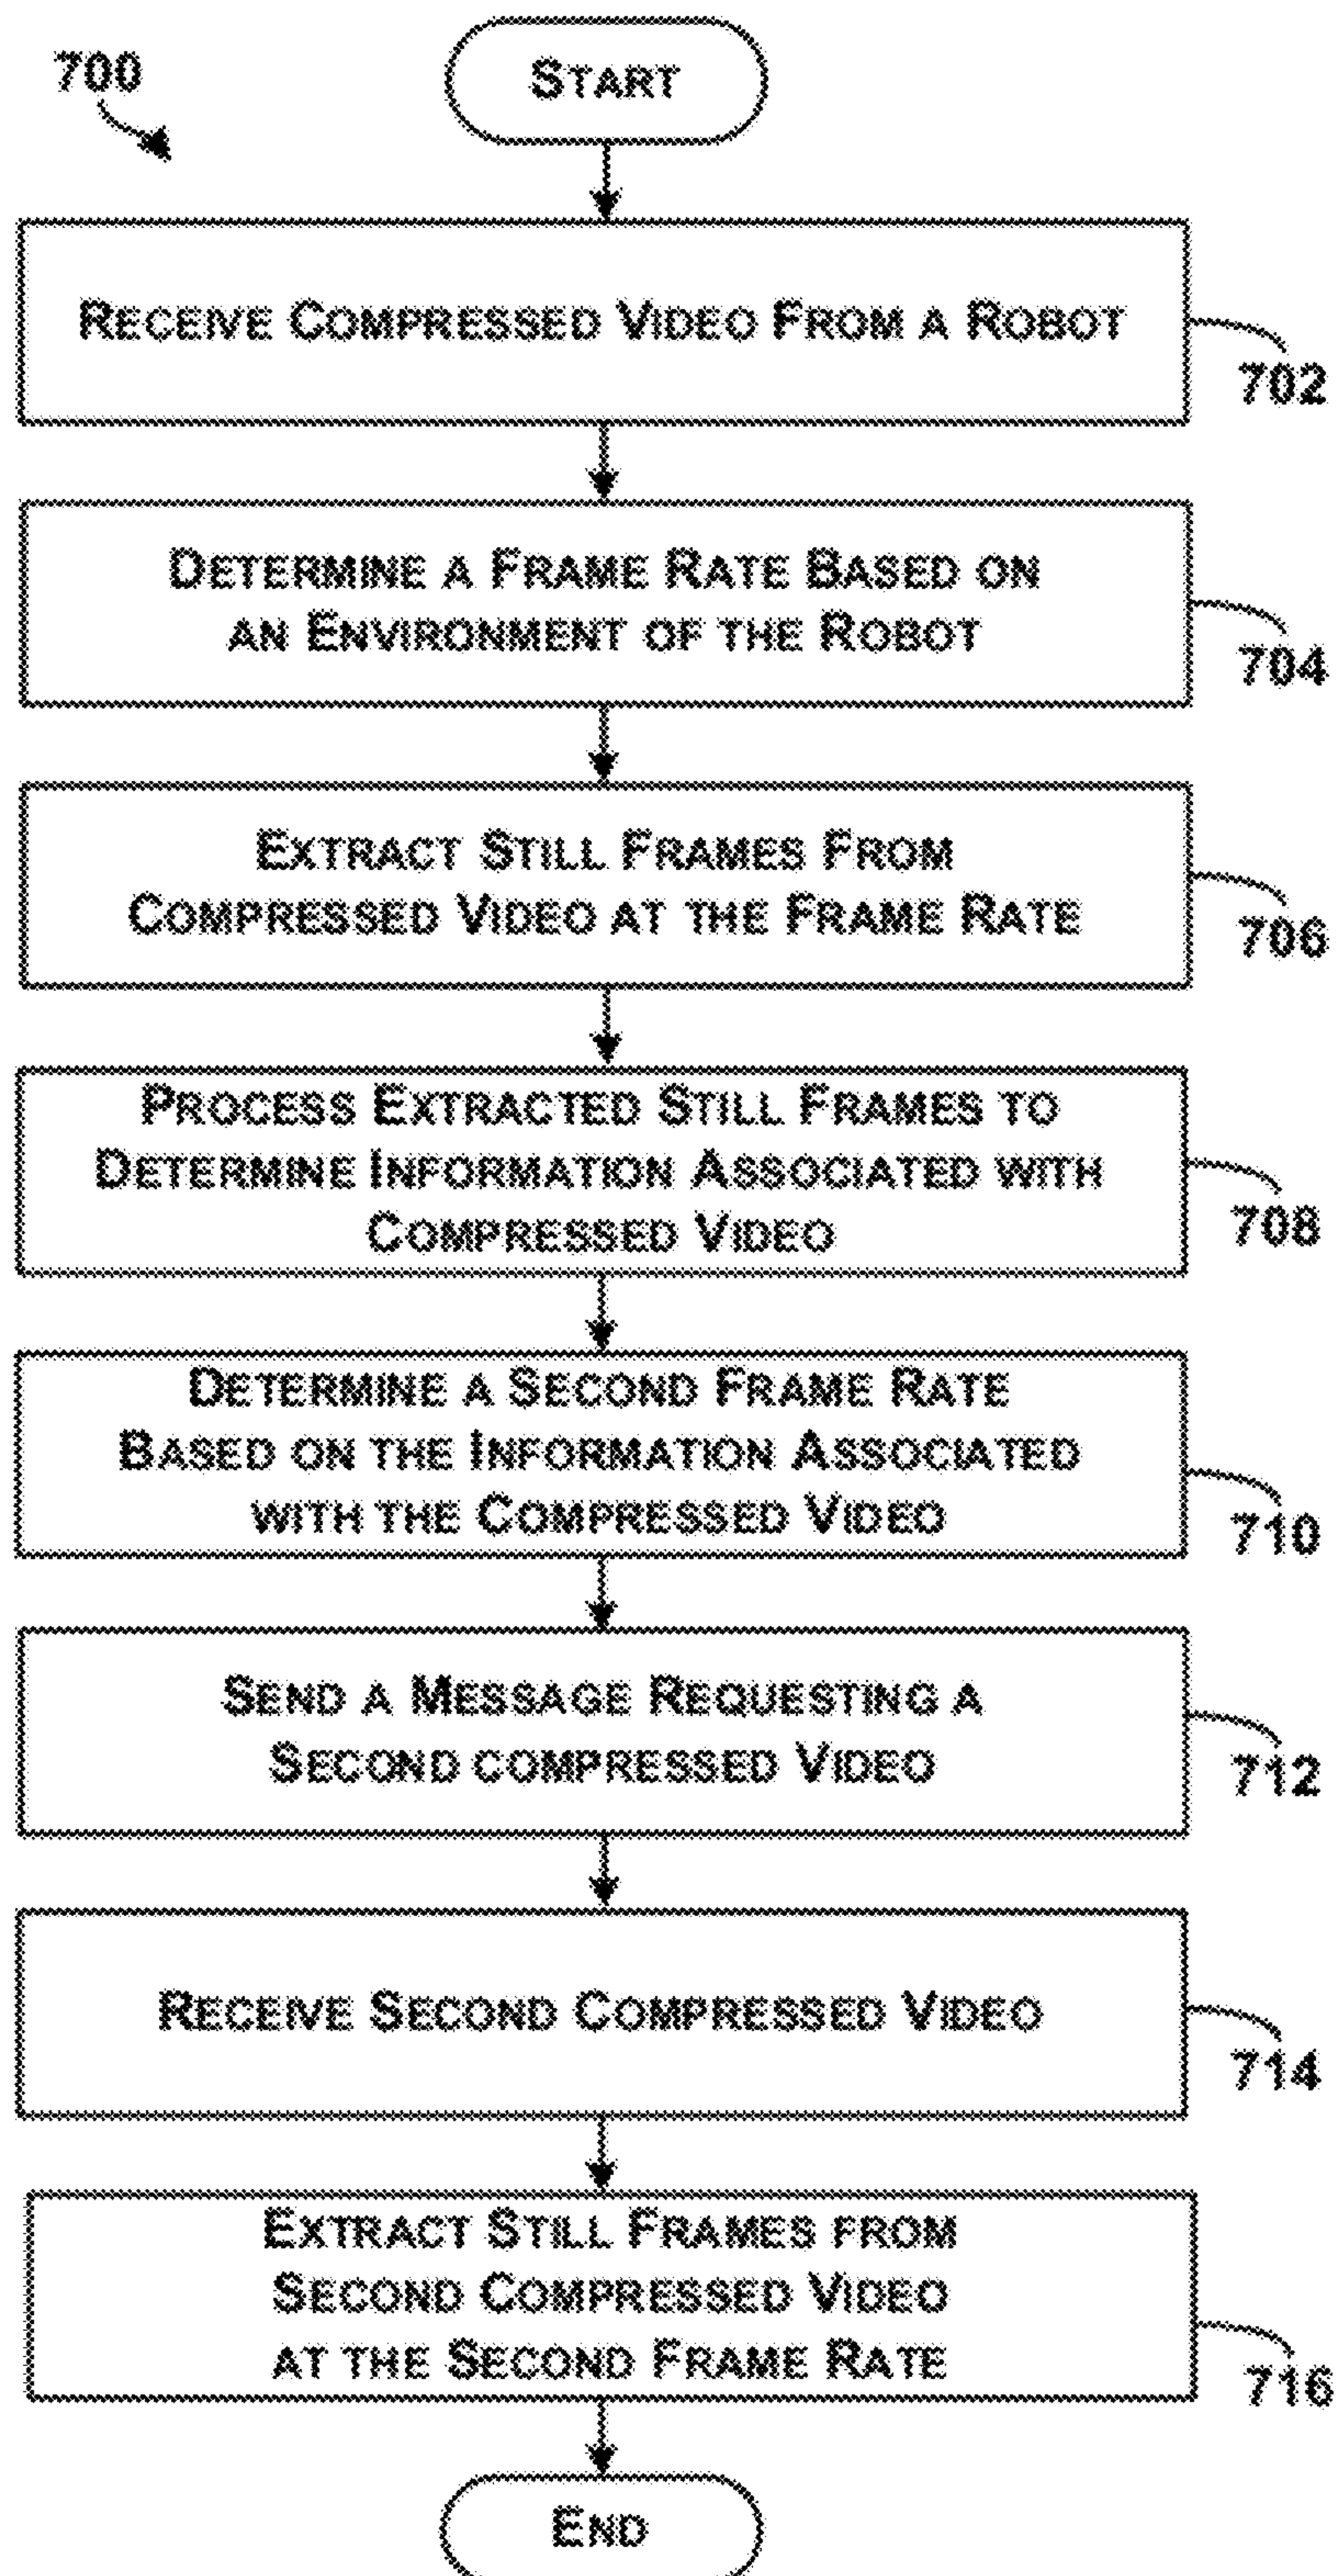 700
START
RECEIVE COMPRESSED VIDEO FROM A ROBOT
702
DETERMINE A FRAME RATE BASED ON
AN ENVIRONMENT OF THE ROBOT
704
EXTRACT STILL FRAMES FROM
COMPRESSED VIDEO AT THE FRAME RATE
706
PROCESS EXTRACTED STILL FRAMES TO
DETERMINE INFORMATION ASSOCIATED WITH
COMPRESSED VIDEO
708
DETERMINE A SECOND FRAME RATE
BASED ON THE INFORMATION ASSOCIATED
WITH THE COMPRESSED VIDEO
710
SEND A MESSAGE REQUESTING A
SECOND COMPRESSED VIDEO
712
RECEIVE SECOND COMPRESSED VIDEO
714
EXTRACT STILL FRAMES FROM
SECOND COMPRESSED VIDEO
AT THE SECOND FRAME RATE
716
END